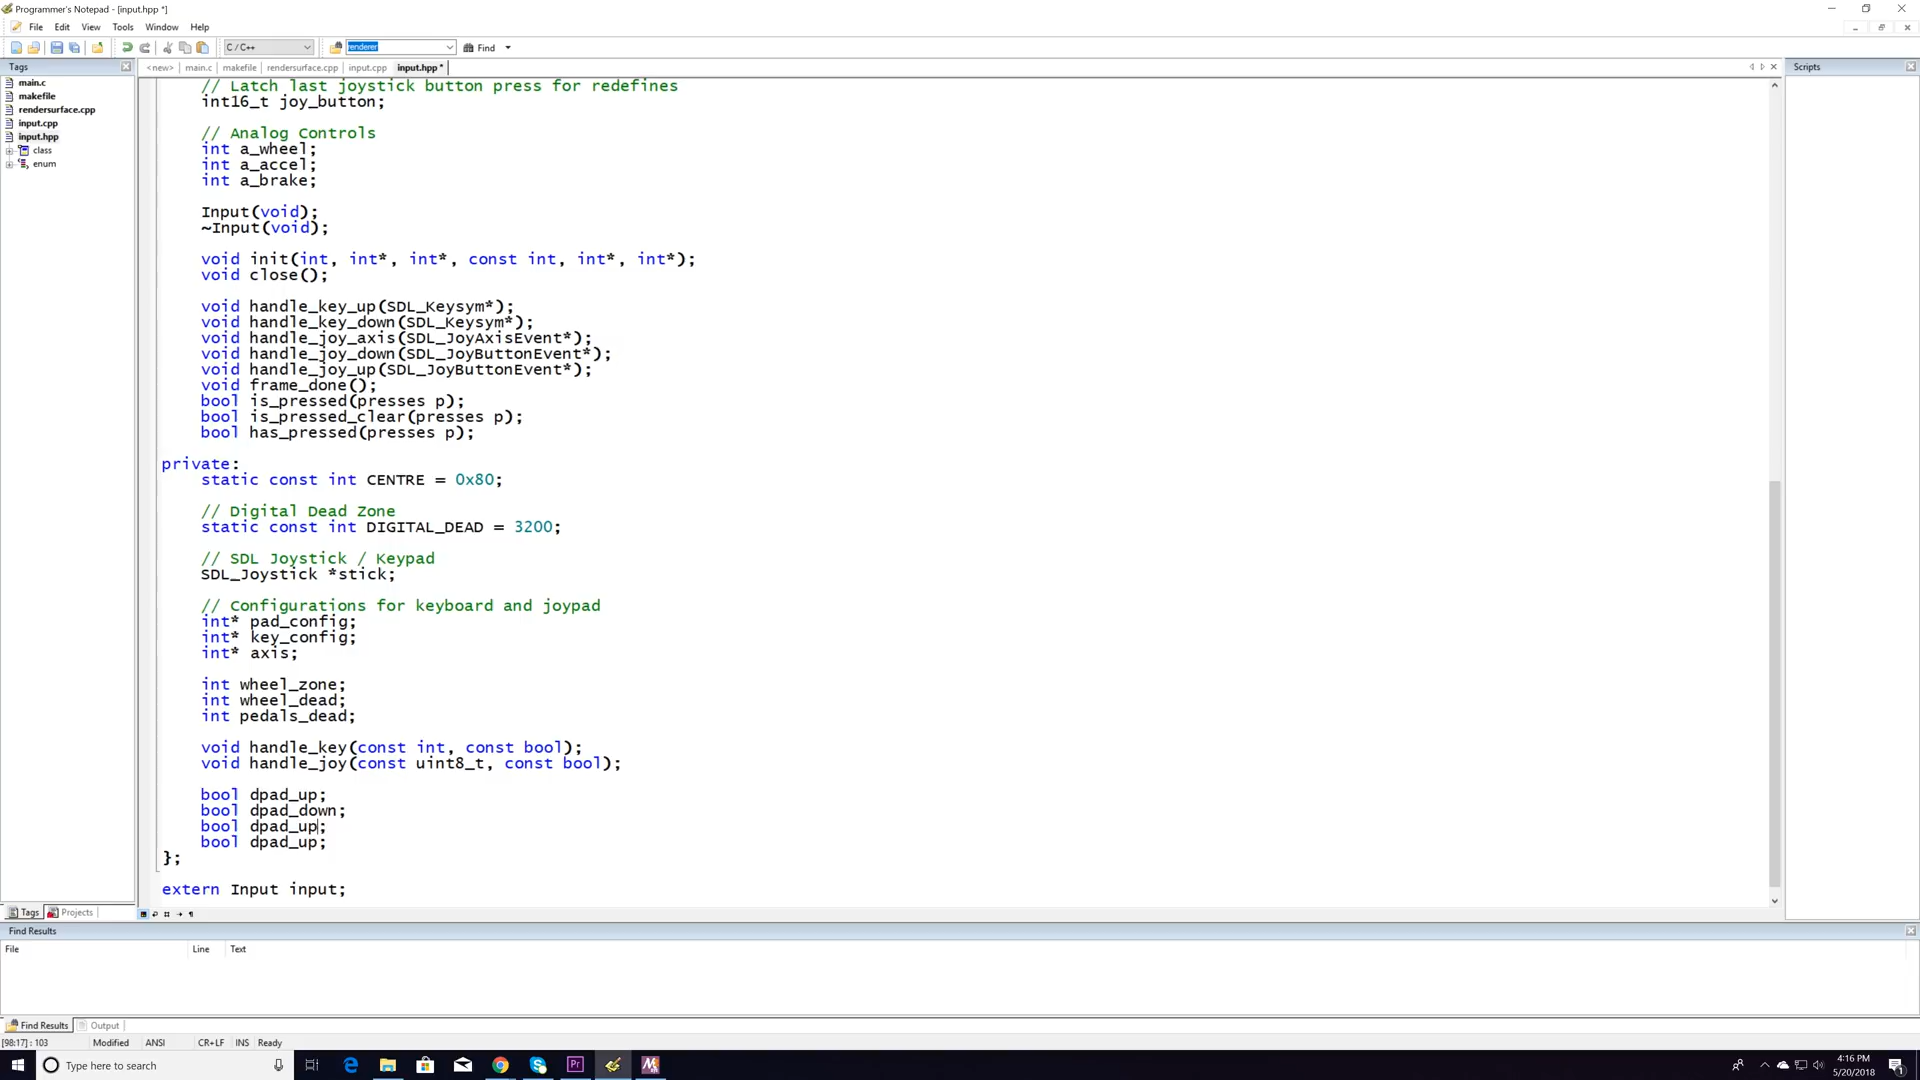 Programmer's Notepad - [input.hpp *]
File Edit View Tools Window Help
C / C++ renderer Find
Tags <new> main.c makefile rendersurface.cpp input.cpp input.hpp * Scripts
main.c
makefile
rendersurface.cpp
input.cpp
input.hpp
class
enum
// Latch last joystick button press for redefines
int16_t joy_button;
// Analog Controls
int a_wheel;
int a_accel;
int a_brake;
Input(void);
~Input(void);
void init(int, int*, int*, const int, int*, int*);
void close();
void handle_key_up(SDL_Keysym*);
void handle_key_down(SDL_Keysym*);
void handle_joy_axis(SDL_JoyAxisEvent*);
void handle_joy_down(SDL_JoyButtonEvent*);
void handle_joy_up(SDL_JoyButtonEvent*);
void frame_done();
bool is_pressed(presses p);
bool is_pressed_clear(presses p);
bool has_pressed(presses p);
private:
static const int CENTRE = 0x80;
// Digital Dead Zone
static const int DIGITAL_DEAD = 3200;
// SDL Joystick / Keypad
SDL_Joystick *stick;
// Configurations for keyboard and joypad
int* pad_config;
int* key_config;
int* axis;
int wheel_zone;
int wheel_dead;
int pedals_dead;
void handle_key(const int, const bool);
void handle_joy(const uint8_t, const bool);
bool dpad_up;
bool dpad_down;
bool dpad_up;
bool dpad_up;
};
extern Input input;
Tags Projects
Find Results
File Line Text
Find Results Output
[98:17] : 103 Modified ANSI CR+LF INS Ready
Type here to search
4:16 PM
5/20/2018